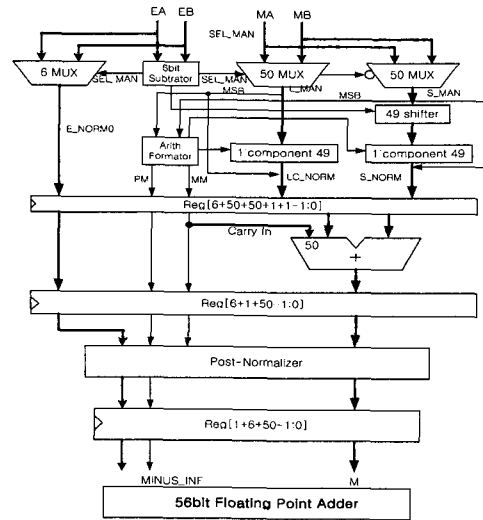 EA EB MA MB
SEL_MAN
6 MUX
SEL_MAN
6bit
Subtrator
SEL_MAN
50 MUX
50 MUX
MSB
L_MAN
MSB
S_MAN
49 shifter
E_NORM0
Arith
Formator
1'component 49
1'component 49
PM
MM
LC_NORM
S_NORM
Reg[6+50+50+1+1-1:0]
Carry In
50
+
Reg[6+1+50-1:0]
Post-Normalizer
Reg[1+6+50-1:0]
MINUS_INF
M
56bit Floating Point Adder